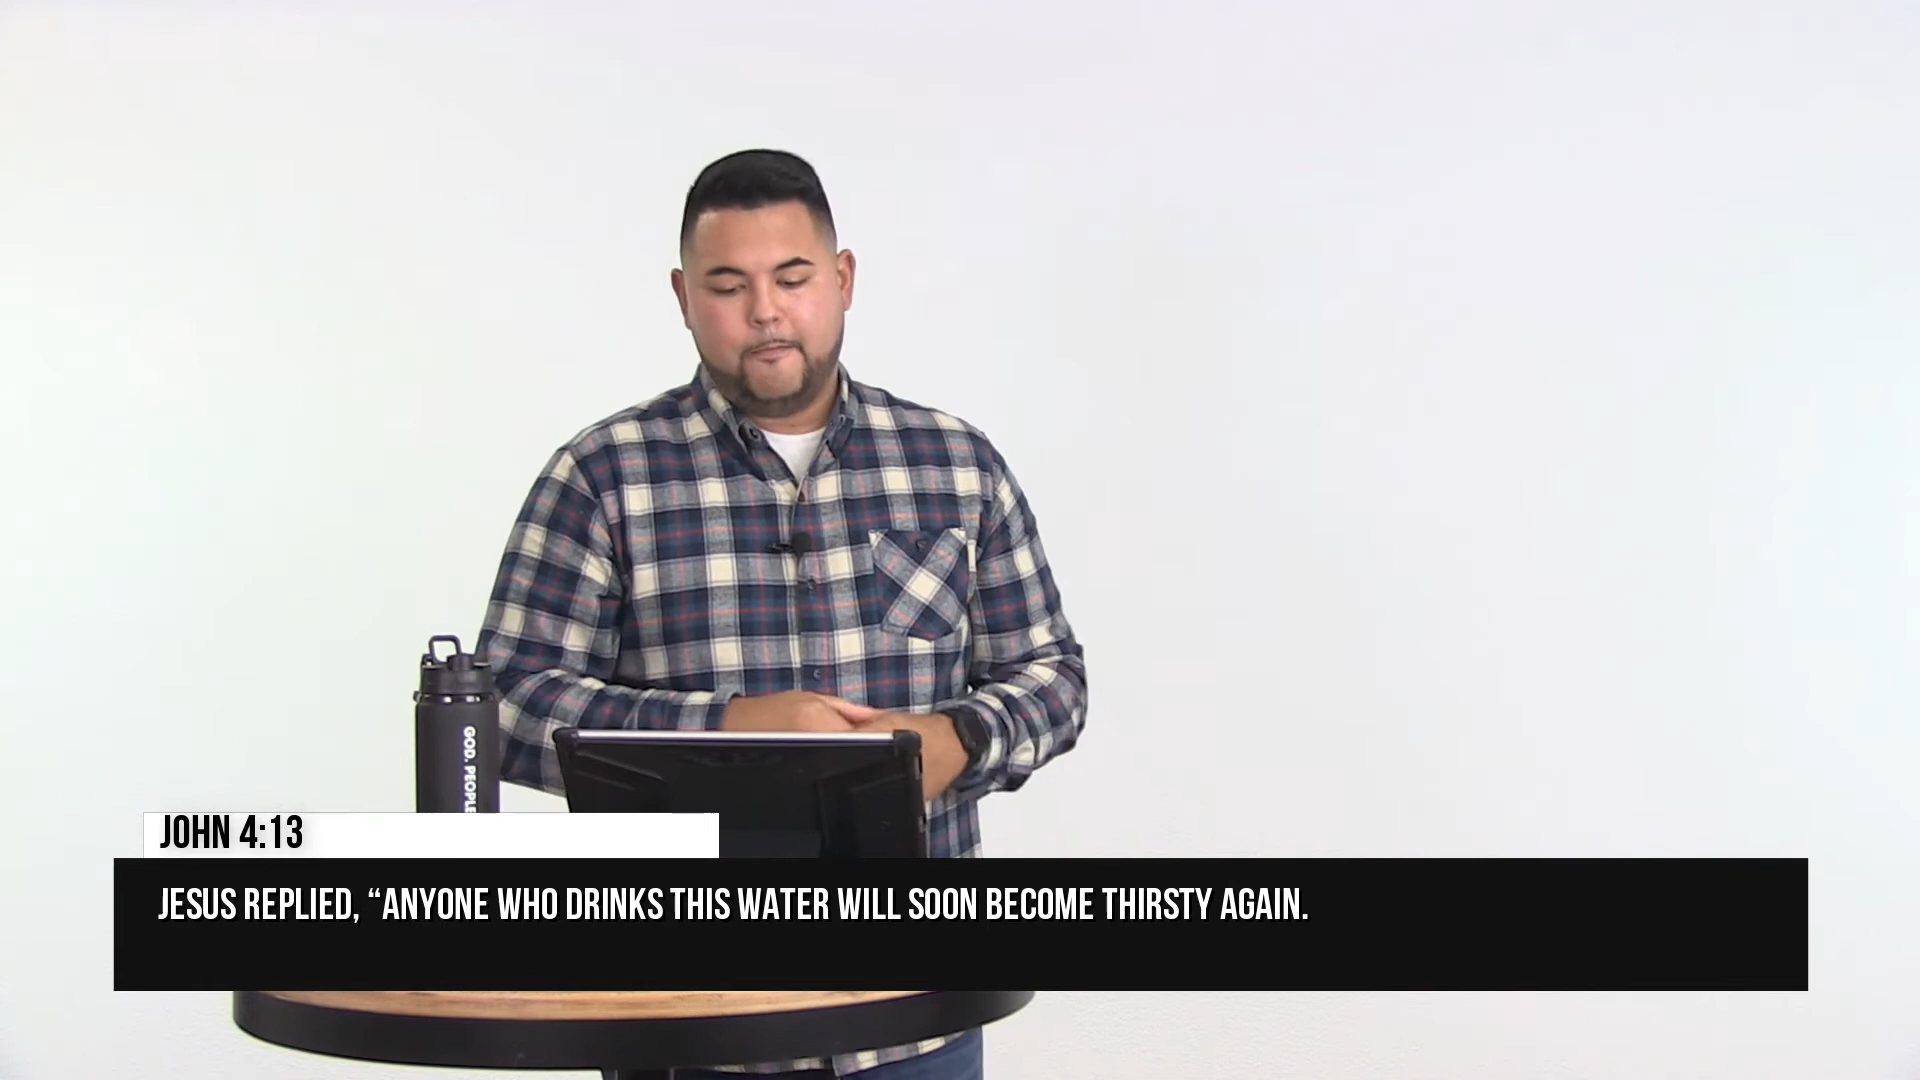 GOD. PEOPLE
JOHN 4:13
JESUS REPLIED, “ANYONE WHO DRINKS THIS WATER WILL SOON BECOME THIRSTY AGAIN.